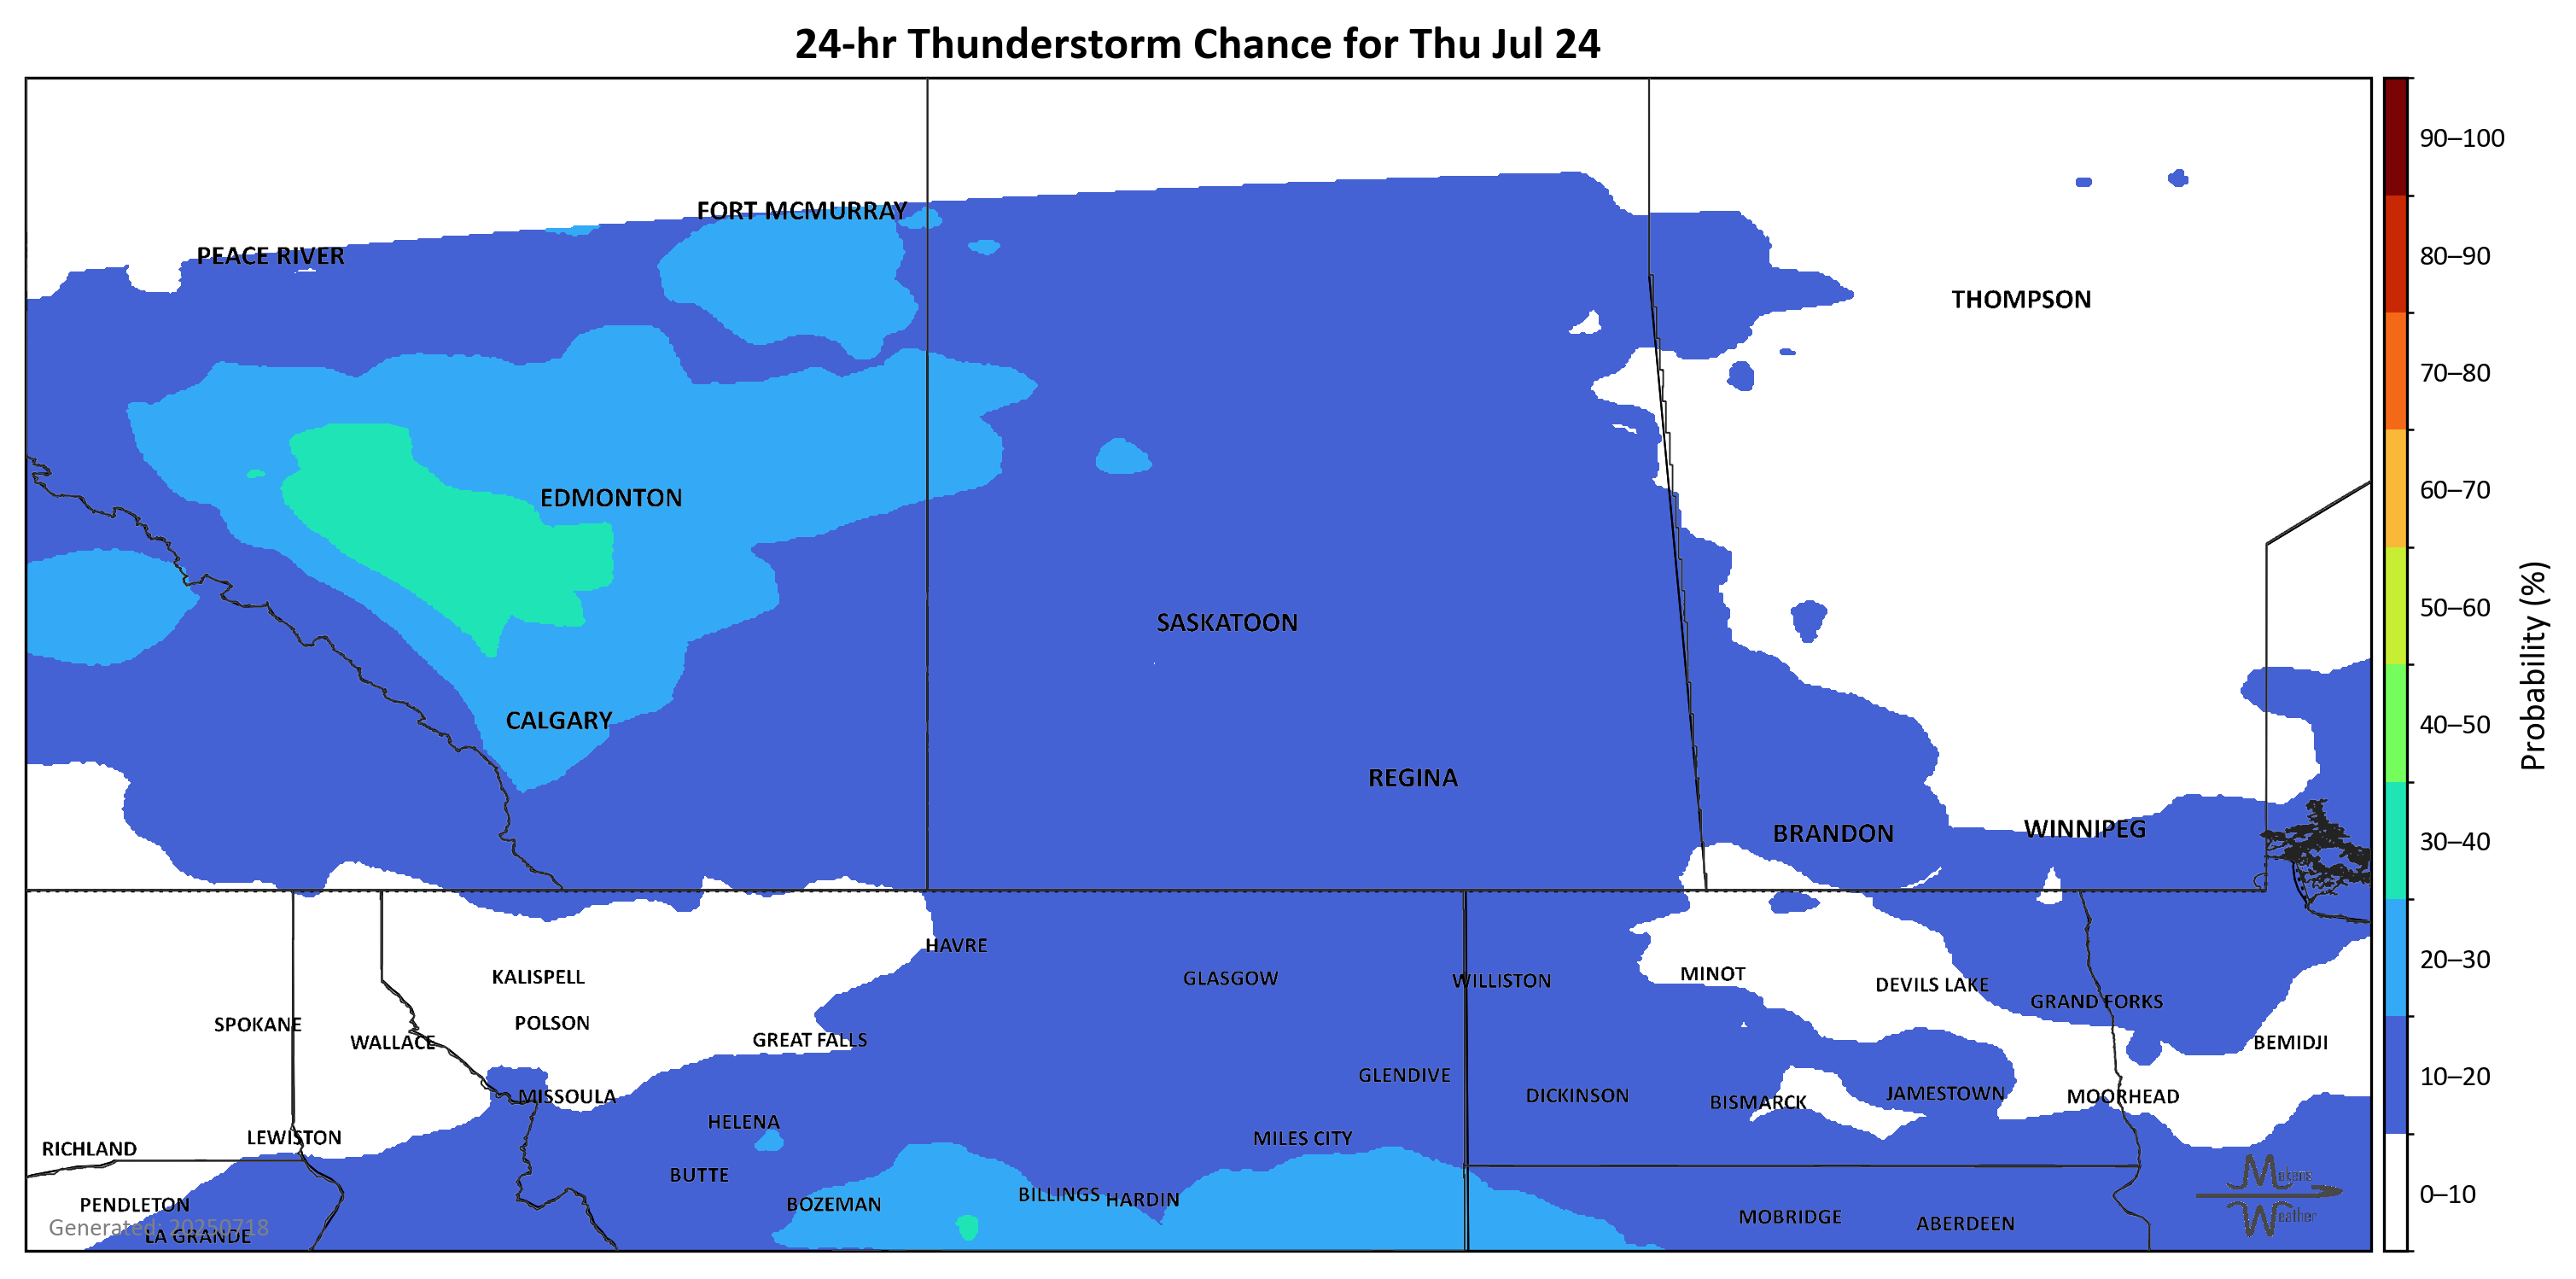 24-hr Thunderstorm Chance for Thu Jul 24
90–100
FORT MCMURRAY
PEACE RIVER
80–90
THOMPSON
70–80
EDMONTON
60–70
SASKATOON
50–60
Probability (%)
CALGARY
40–50
REGINA
WINNIPEG
BRANDON
30–40
HAVRE
20–30
MINOT
KALISPELL
GLASGOW
WILLISTON
DEVILS LAKE
GRAND FORKS
POLSON
SPOKANE
GREAT FALLS
WALLACE
BEMIDJI
GLENDIVE
10–20
JAMESTOWN
DICKINSON
MISSOULA
MOORHEAD
BISMARCK
HELENA
LEWISTON
MILES CITY
RICHLAND
BUTTE
Mekens
BILLINGS
HARDIN
0–10
PENDLETON
BOZEMAN
MOBRIDGE
Weather
ABERDEEN
Generated: 20250718
LA GRANDE